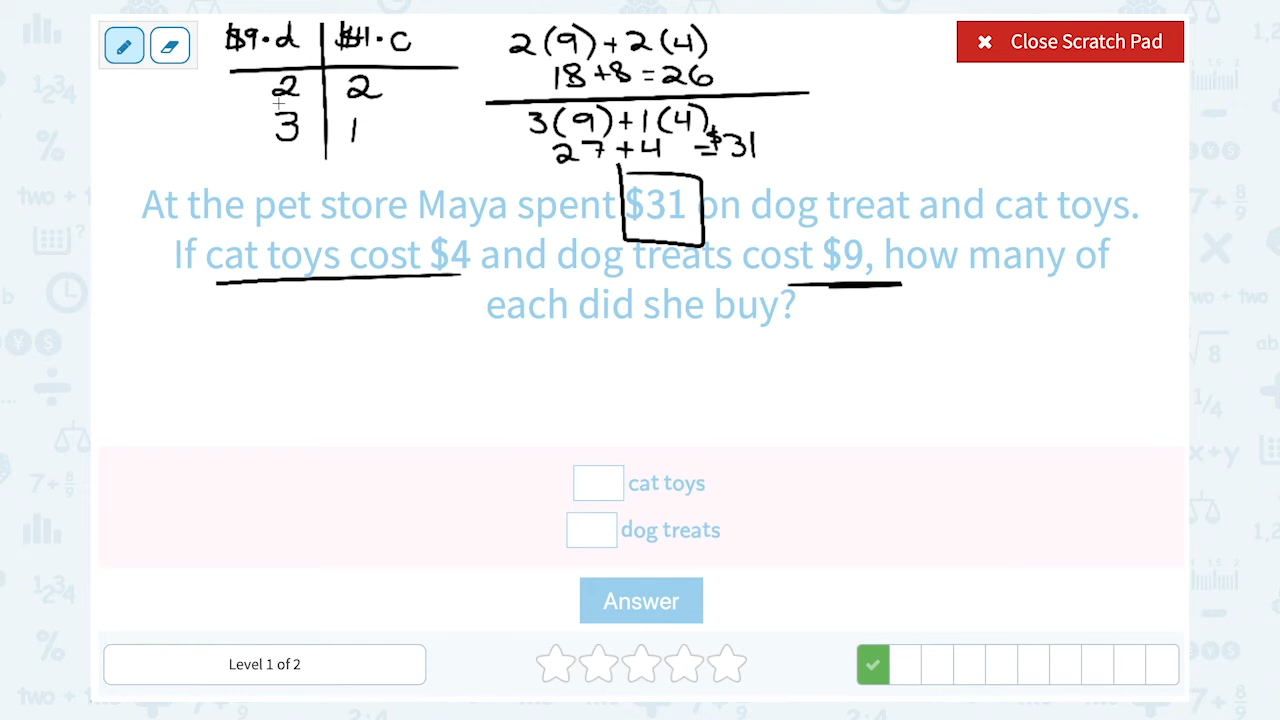 $9·d $4·c
2 2
3 1
2(9)+2(4)
18+8=26
3(9)+1(4)
27+4 =$31
Close Scratch Pad
At the pet store Maya spent $31 on dog treat and cat toys.
If cat toys cost $4 and dog treats cost $9, how many of
each did she buy?
cat toys
dog treats
Answer
Level 1 of 2